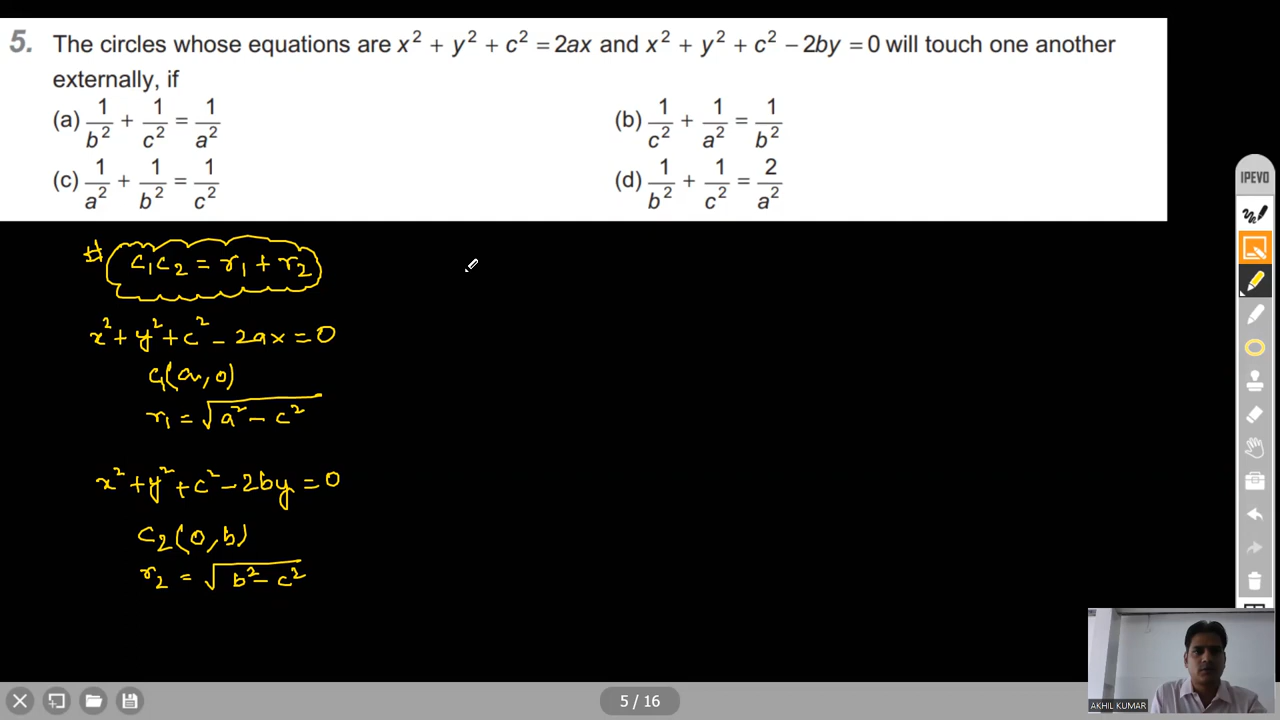 5. The circles whose equations are x² + y² + c² = 2ax and x² + y² + c² − 2by = 0 will touch one another
externally, if
(a) 1/b² + 1/c² = 1/a² (b) 1/c² + 1/a² = 1/b²
(c) 1/a² + 1/b² = 1/c² (d) 1/b² + 1/c² = 2/a²
# C₁C₂ = r₁ + r₂
x² + y² + c² − 2ax = 0
C₁(a, 0)
r₁ = √(a² − c²)
x² + y² + c² − 2by = 0
C₂(0, b)
r₂ = √(b² − c²)
IPEVO
AKHIL KUMAR
5 / 16